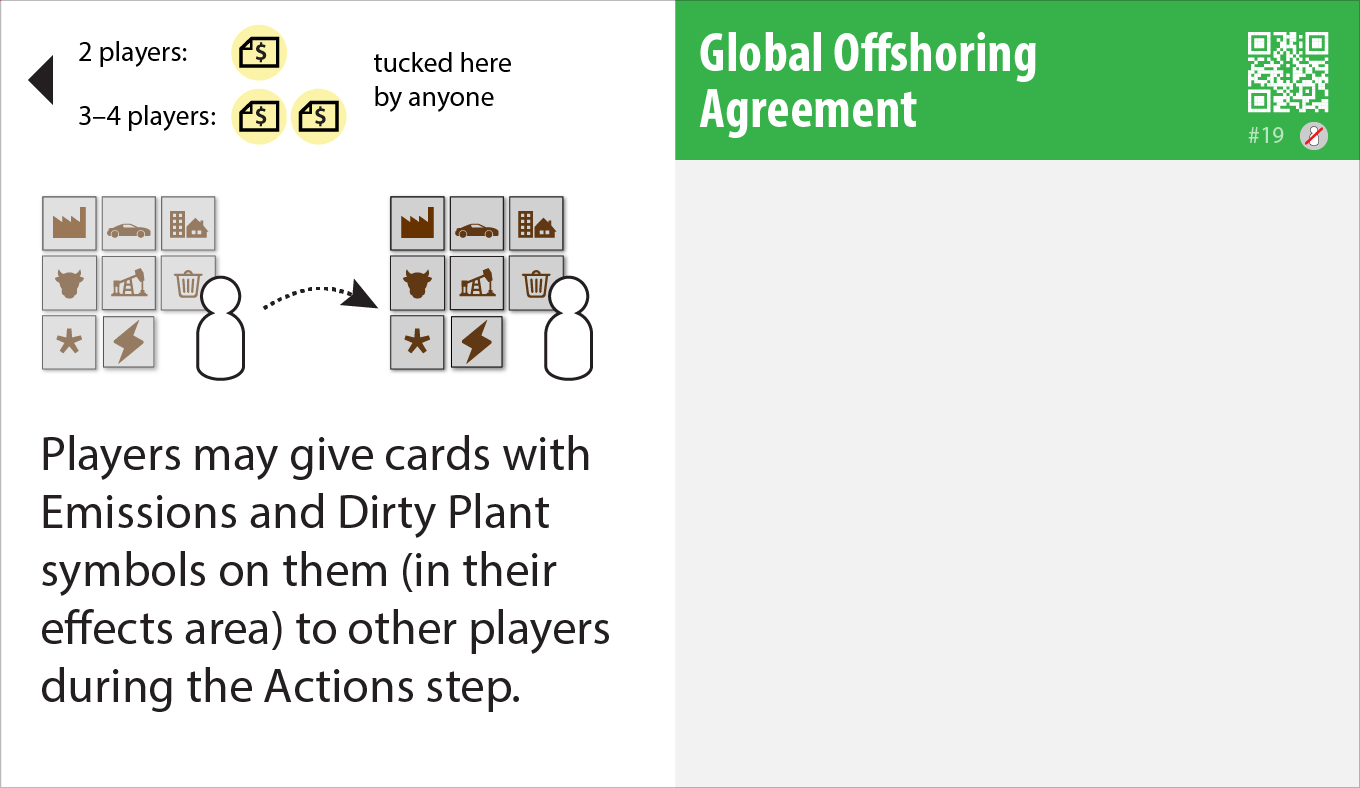 2 players:
3–4 players:
tucked here
by anyone
Players may give cards with
Emissions and Dirty Plant
symbols on them (in their
effects area) to other players
during the Actions step.
Global Offshoring
Agreement
#19